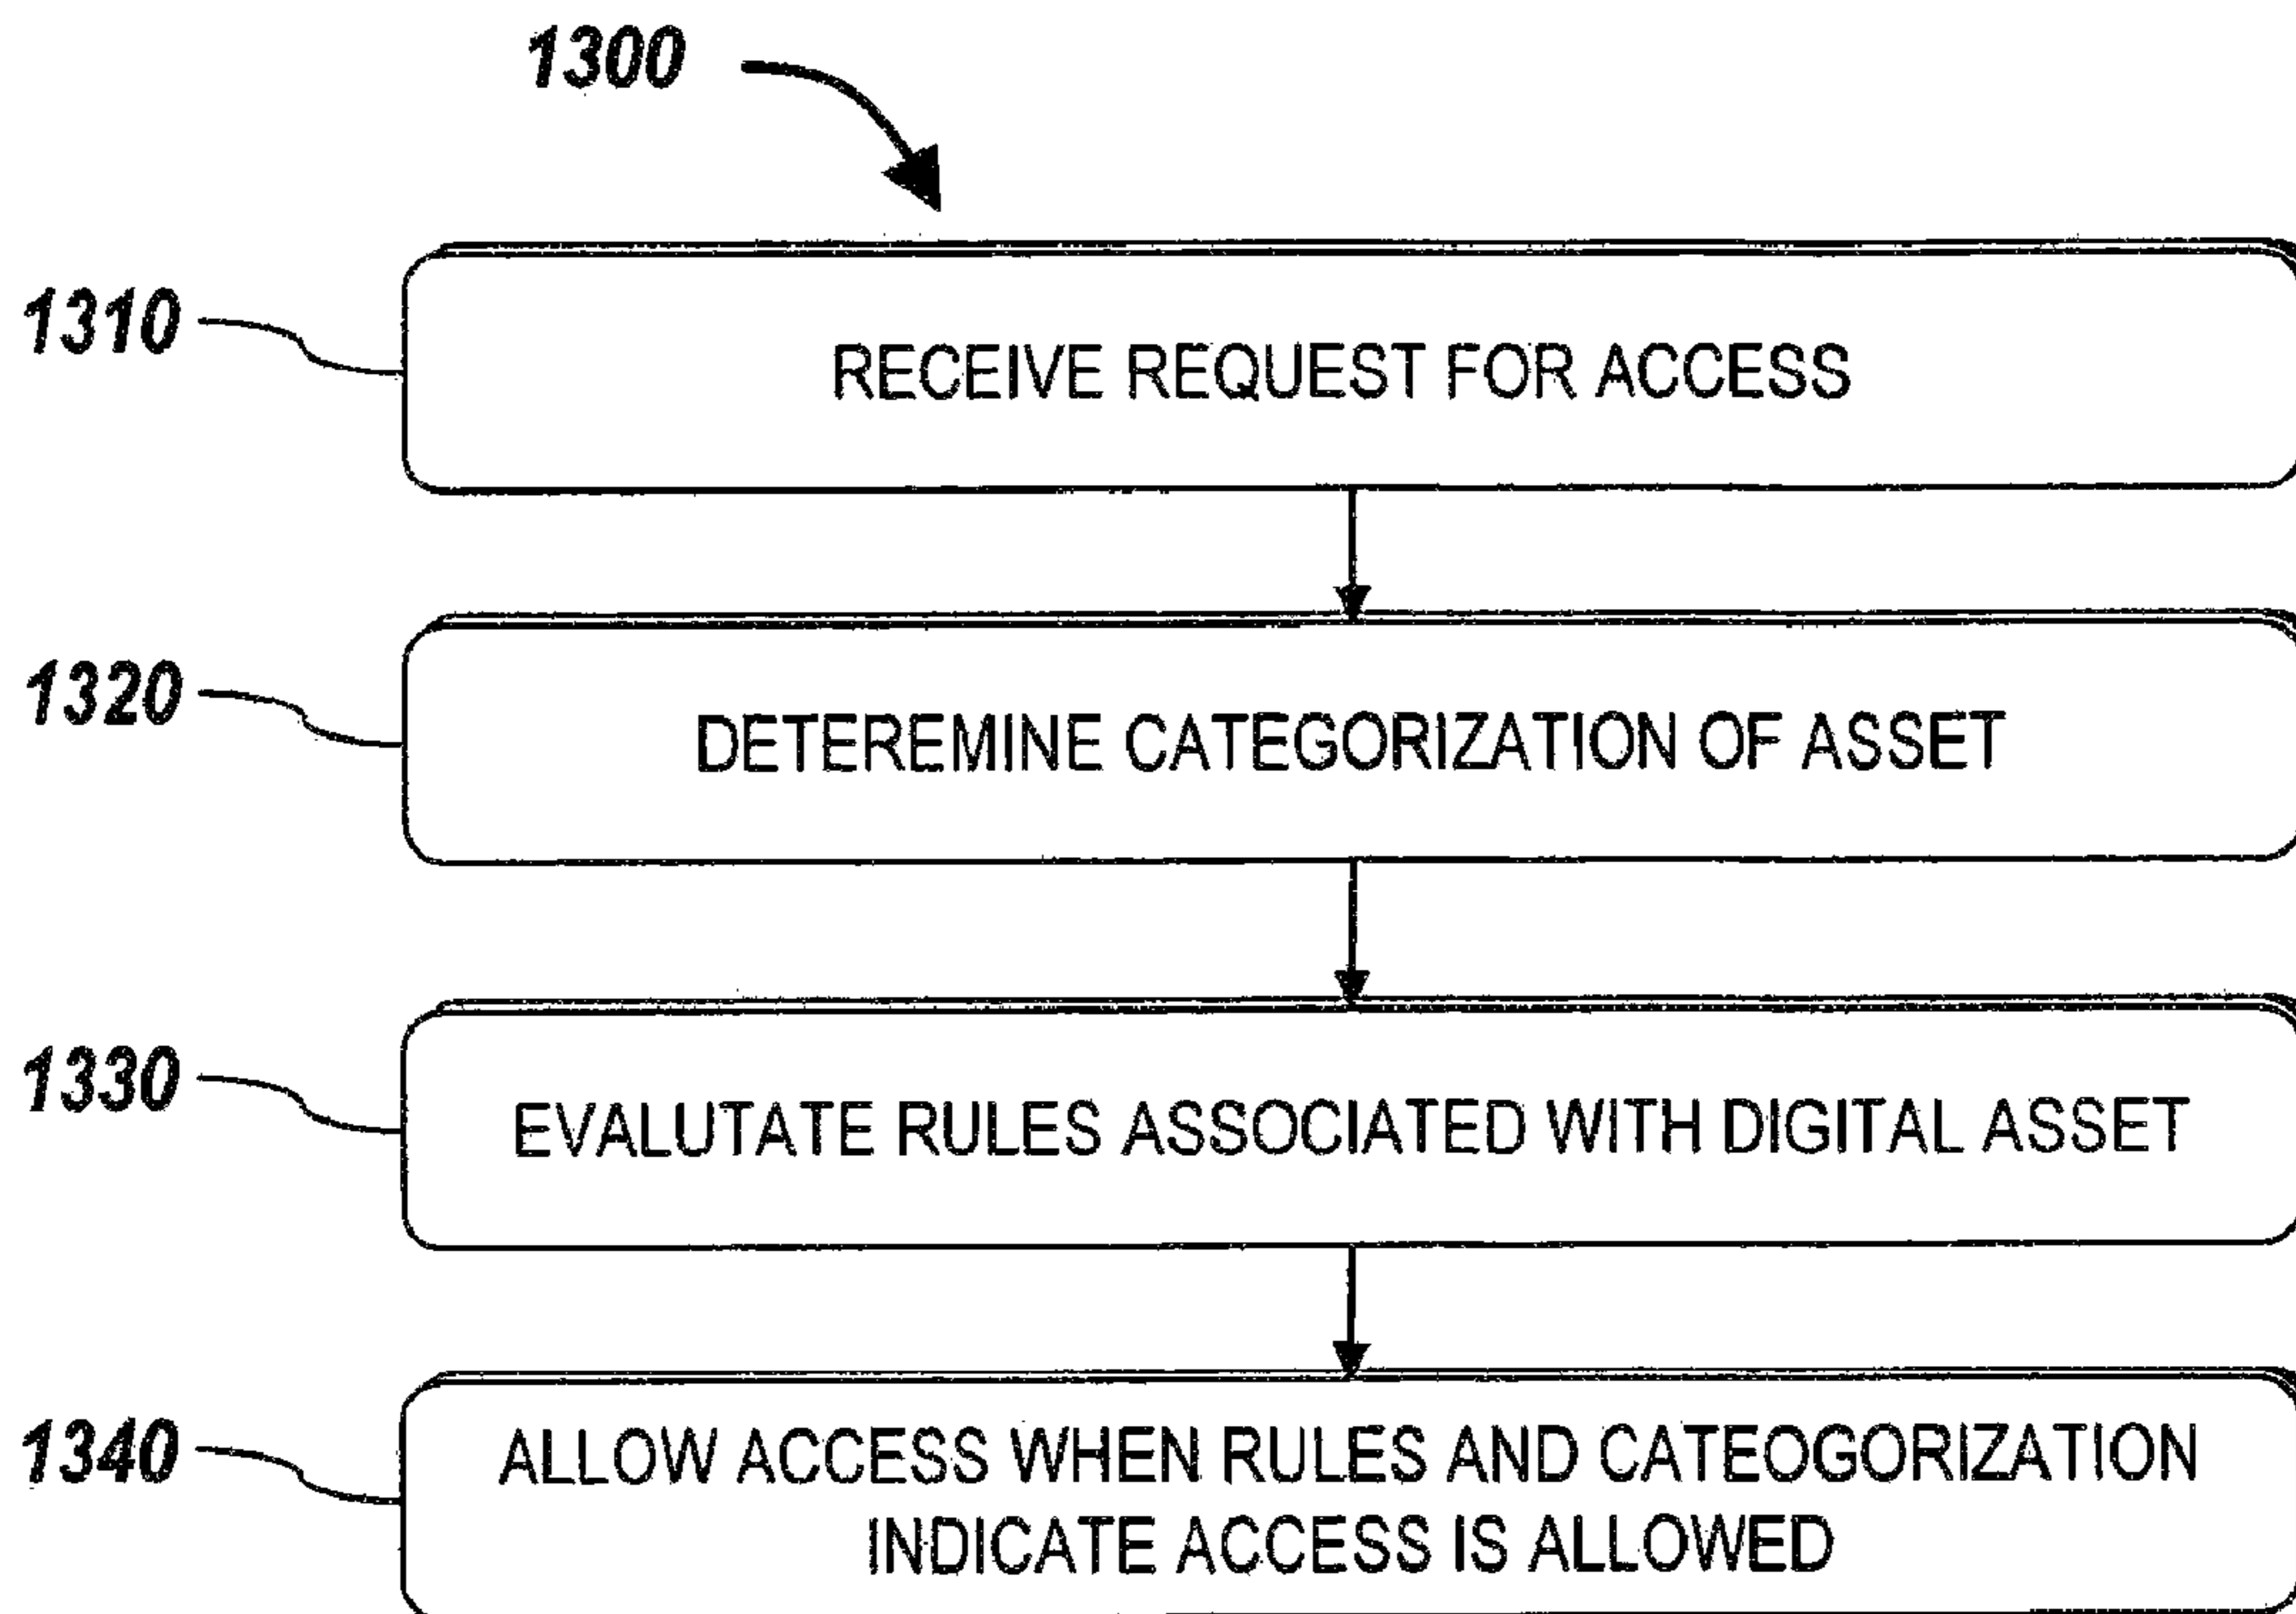 1300
1310
RECEIVE REQUEST FOR ACCESS
1320
DETEREMINE CATEGORIZATION OF ASSET
1330
EVALUTATE RULES ASSOCIATED WITH DIGITAL ASSET
1340
ALLOW ACCESS WHEN RULES AND CATEOGORIZATION
INDICATE ACCESS IS ALLOWED